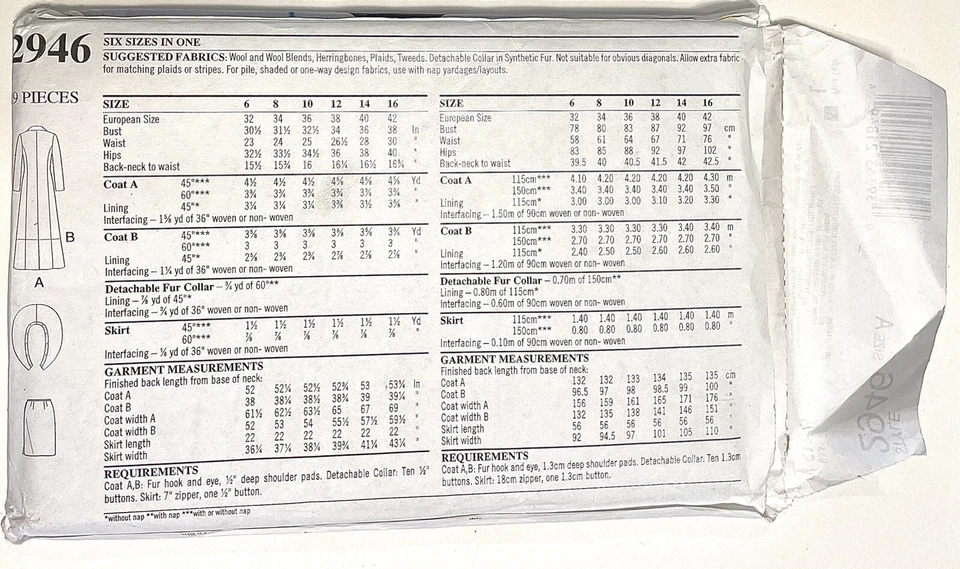 2946
9 PIECES
A
B
SIX SIZES IN ONE
SUGGESTED FABRICS: Wool and Wool Blends, Herringbones, Plaids, Tweeds. Detachable Collar in Synthetic Fur. Not suitable for obvious diagonals. Allow extra fabric
for matching plaids or stripes. For pile, shaded or one-way design fabrics, use with nap yardages/layouts.
SIZE 6 8 10 12 14 16
European Size 32 34 36 38 40 42
Bust 30½ 31½ 32½ 34 36 38 In
Waist 23 24 25 26½ 28 30 "
Hips 32½ 33½ 34½ 36 38 40 "
Back-neck to waist 15½ 15¾ 16 16¼ 16½ 16¾ "
Coat A 45"*** 4½ 4½ 4½ 4⅝ 4⅝ 4⅝ Yd
60"*** 3¾ 3¾ 3¾ 3¾ 3¾ 3¾ "
Lining 45"* 3¼ 3¼ 3¼ 3¾ 3½ 3⅝ "
Interfacing – 1⅝ yd of 36" woven or non- woven
Coat B 45"*** 3⅝ 3⅝ 3⅝ 3⅝ 3⅝ 3¾ Yd
60"*** 3 3 3 3 3 3 "
Lining 45"* 2⅝ 2¾ 2¾ 2⅞ 2⅞ 2⅞ "
Interfacing – 1¼ yd of 36" woven or non- woven
Detachable Fur Collar – ¾ yd of 60"**
Lining – ⅞ yd of 45"*
Interfacing – ¾ yd of 36" woven or non- woven
Skirt 45"*** 1½ 1½ 1½ 1½ 1½ 1½ Yd
60"*** ⅞ ⅞ ⅞ ⅞ ⅞ ⅞ "
Interfacing – ⅛ yd of 36" woven or non- woven
GARMENT MEASUREMENTS
Finished back length from base of neck:
Coat A 52 52¼ 52½ 52¾ 53 53¼ In
Coat B 38 38¼ 38½ 38¾ 39 39¼ "
Coat width A 61½ 62½ 63½ 65 67 69 "
Coat width B 52 53 54 55½ 57½ 59½ "
Skirt length 22 22 22 22 22 22 "
Skirt width 36¼ 37¼ 38¼ 39¾ 41¼ 43¼ "
REQUIREMENTS
Coat A,B: Fur hook and eye, ½" deep shoulder pads. Detachable Collar: Ten ½"
buttons. Skirt: 7" zipper, one ½" button.
*without nap **with nap ***with or without nap
SIZE 6 8 10 12 14 16
European Size 32 34 36 38 40 42
Bust 78 80 83 87 92 97 cm
Waist 58 61 64 67 71 76 "
Hips 83 85 88 92 97 102 "
Back-neck to waist 39.5 40 40.5 41.5 42 42.5 "
Coat A 115cm*** 4.10 4.20 4.20 4.20 4.20 4.30 m
150cm*** 3.40 3.40 3.40 3.40 3.40 3.50 "
Lining 115cm* 3.00 3.00 3.00 3.10 3.20 3.30 "
Interfacing – 1.50m of 90cm woven or non- woven
Coat B 115cm*** 3.30 3.30 3.30 3.30 3.40 3.40 m
150cm*** 2.70 2.70 2.70 2.70 2.70 2.70 "
Lining 115cm* 2.40 2.50 2.50 2.60 2.60 2.60 "
Interfacing – 1.20m of 90cm woven or non- woven
Detachable Fur Collar – 0.70m of 150cm**
Lining – 0.80m of 115cm*
Interfacing – 0.60m of 90cm woven or non- woven
Skirt 115cm*** 1.40 1.40 1.40 1.40 1.40 1.40 m
150cm*** 0.80 0.80 0.80 0.80 0.80 0.80 "
Interfacing – 0.10m of 90cm woven or non- woven
GARMENT MEASUREMENTS
Finished back length from base of neck:
Coat A 132 132 133 134 135 135 cm
Coat B 96.5 97 98 98.5 99 100 "
Coat width A 156 159 161 165 171 176 "
Coat width B 132 135 138 141 146 151 "
Skirt length 56 56 56 56 56 56 "
Skirt width 92 94.5 97 101 105 110 "
REQUIREMENTS
Coat A,B: Fur hook and eye, 1.3cm deep shoulder pads. Detachable Collar: Ten 1.3cm
buttons. Skirt: 18cm zipper, one 1.3cm button.
STYLE
2946
SIZE A